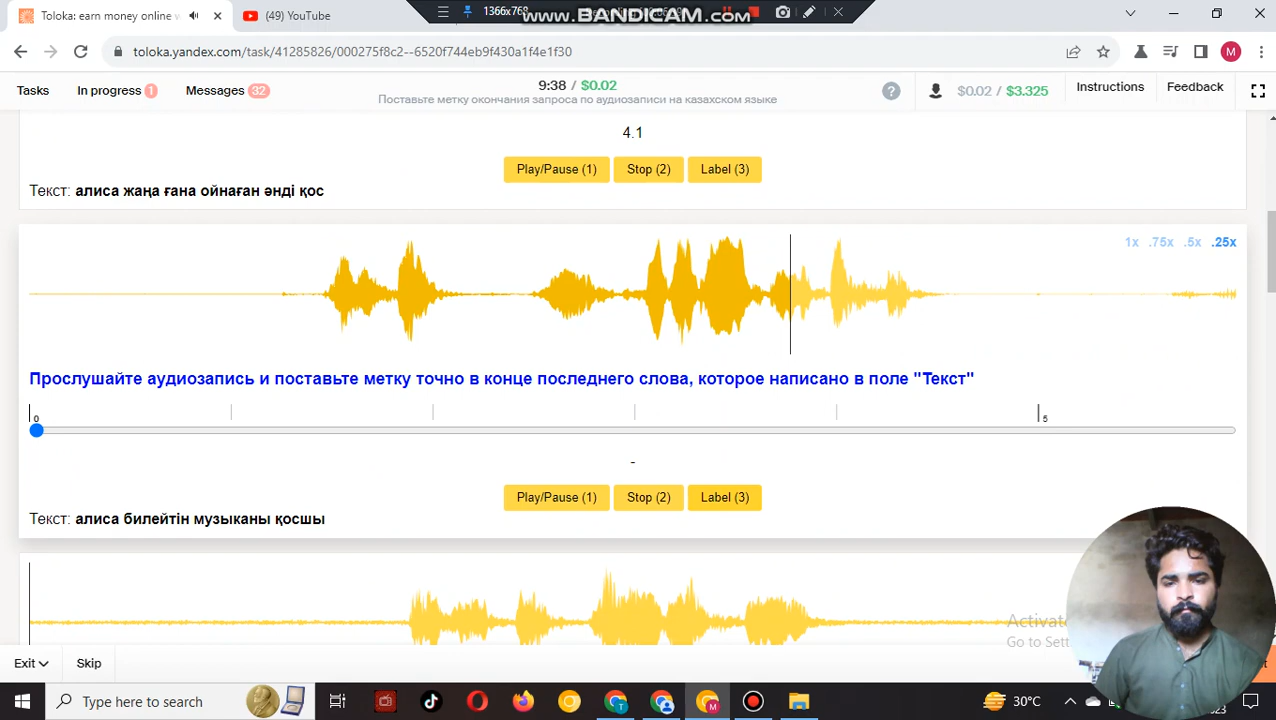 1366x768
www.BANDICAM.com
Toloka: earn money online v
(49) YouTube
toloka.yandex.com/task/41285826/000275f8c2--6520f744eb9f430a1f4e1f30
Tasks
In progress 1
Messages 32
9:38 / $0.02
Поставьте метку окончания запроса по аудиозаписи на казахском языке
$0.02 / $3.325
Instructions
Feedback
4.1
Play/Pause (1) Stop (2) Label (3)
Текст: алиса жаңа ғана ойнаған әнді қос
1x .75x .5x .25x
Прослушайте аудиозапись и поставьте метку точно в конце последнего слова, которое написано в поле "Текст"
0 5
-
Play/Pause (1) Stop (2) Label (3)
Текст: алиса билейтін музыканы қосшы
Activat
Go to Sett
Exit
Skip
Type here to search
30°C